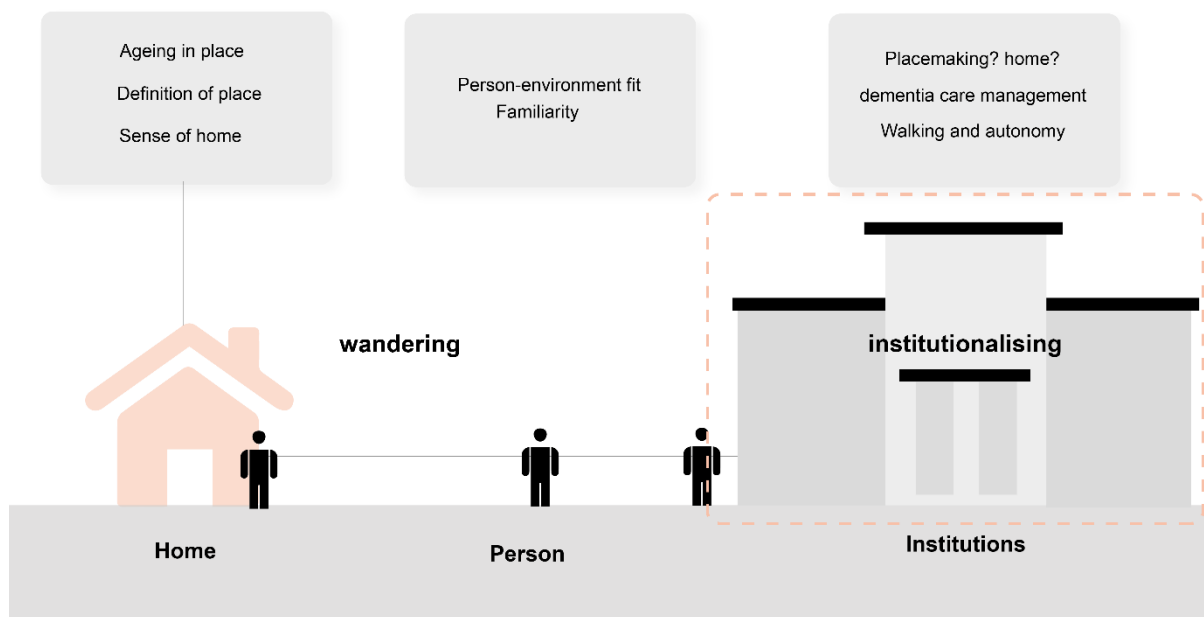 Ageing in place
Definition of place
Sense of home
Person-environment fit
Familiarity
Placemaking? home?
dementia care management
Walking and autonomy
wandering
institutionalising
Home
Person
Institutions